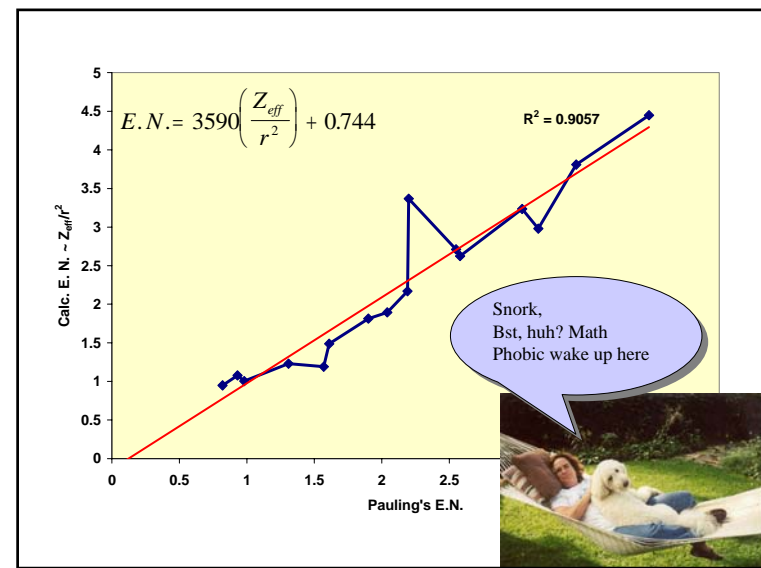 5
4.5
4
3.5
3
2.5
2
1.5
1
0.5
0
Calc. E. N. ~ Z_eff/r²
E.N.= 3590(Z_eff/r²) + 0.744
R² = 0.9057
Snork,
Bst, huh? Math
Phobic wake up here
0 0.5 1 1.5 2 2.5
Pauling's E.N.